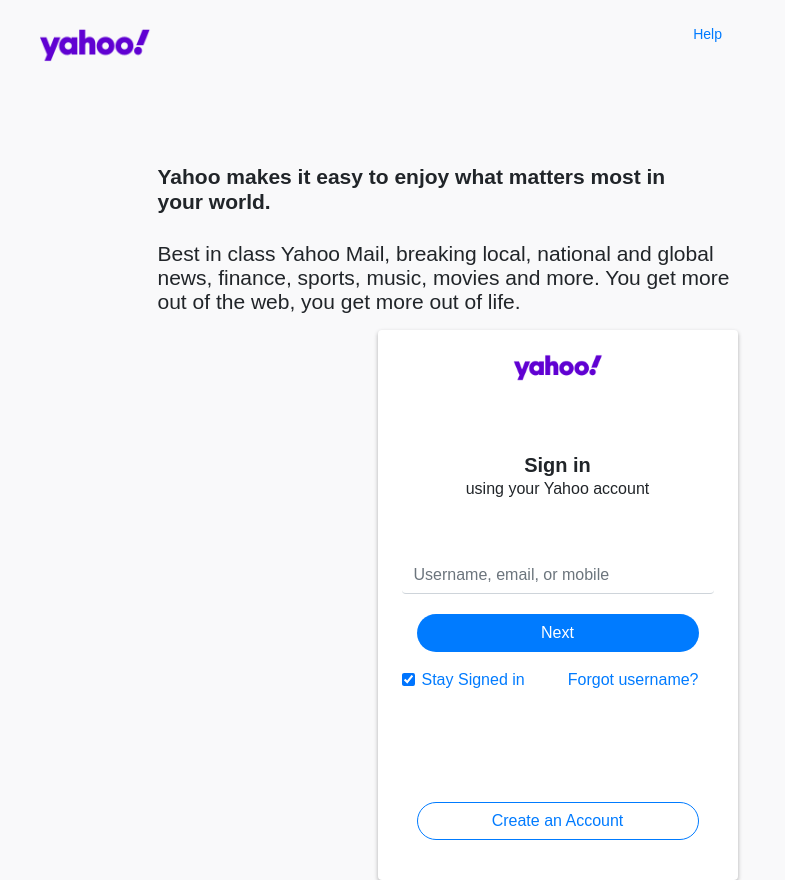 yahoo!
Help
Yahoo makes it easy to enjoy what matters most in
your world.
Best in class Yahoo Mail, breaking local, national and global
news, finance, sports, music, movies and more. You get more
out of the web, you get more out of life.
yahoo!
Sign in
using your Yahoo account
Username, email, or mobile
Next
Stay Signed in Forgot username?
Create an Account